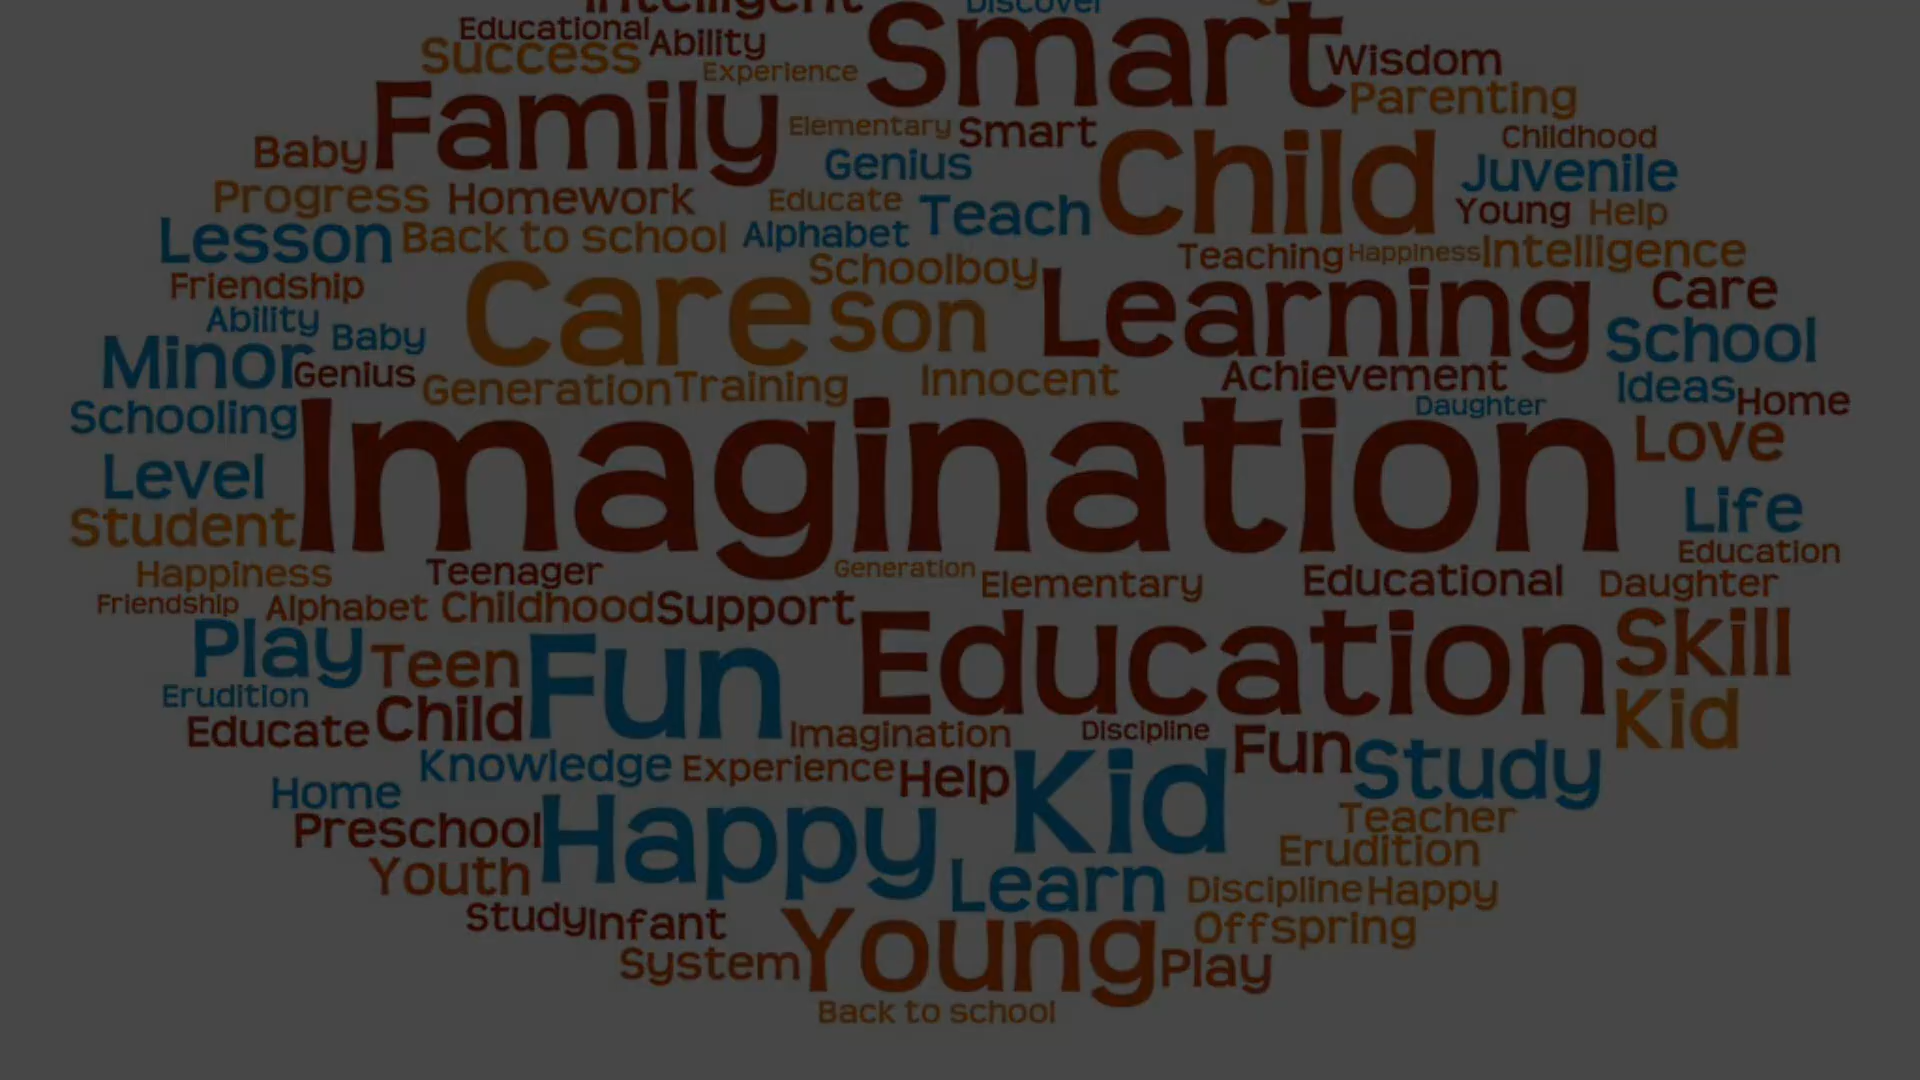 Intelligent Discover
Educational
Smart
Success Ability
Wisdom
Experience
Family
Parenting
Elementary Smart
Child
Childhood
Baby
Genius
Juvenile
Progress Homework
Educate Teach
Young Help
Lesson Back to school Alphabet
Teaching Happiness Intelligence
Friendship
Care
Schoolboy
Learning
Care
Ability Baby
Son
School
Minor Genius
Generation Training Innocent
Achievement
Ideas Home
Schooling
Imagination
Daughter
Love
Level
Life
Student
Education
Happiness Teenager
Generation Elementary
Educational Daughter
Friendship Alphabet Childhood Support
Education
Skill
Play Teen Fun
Erudition
Kid
Educate Child
Imagination
Discipline Fun Study
Knowledge Experience Help Kid
Home
Happy
Teacher
Preschool
Erudition
Youth
Learn Discipline Happy
Study Infant
Young
Offspring
System
Play
Back to school